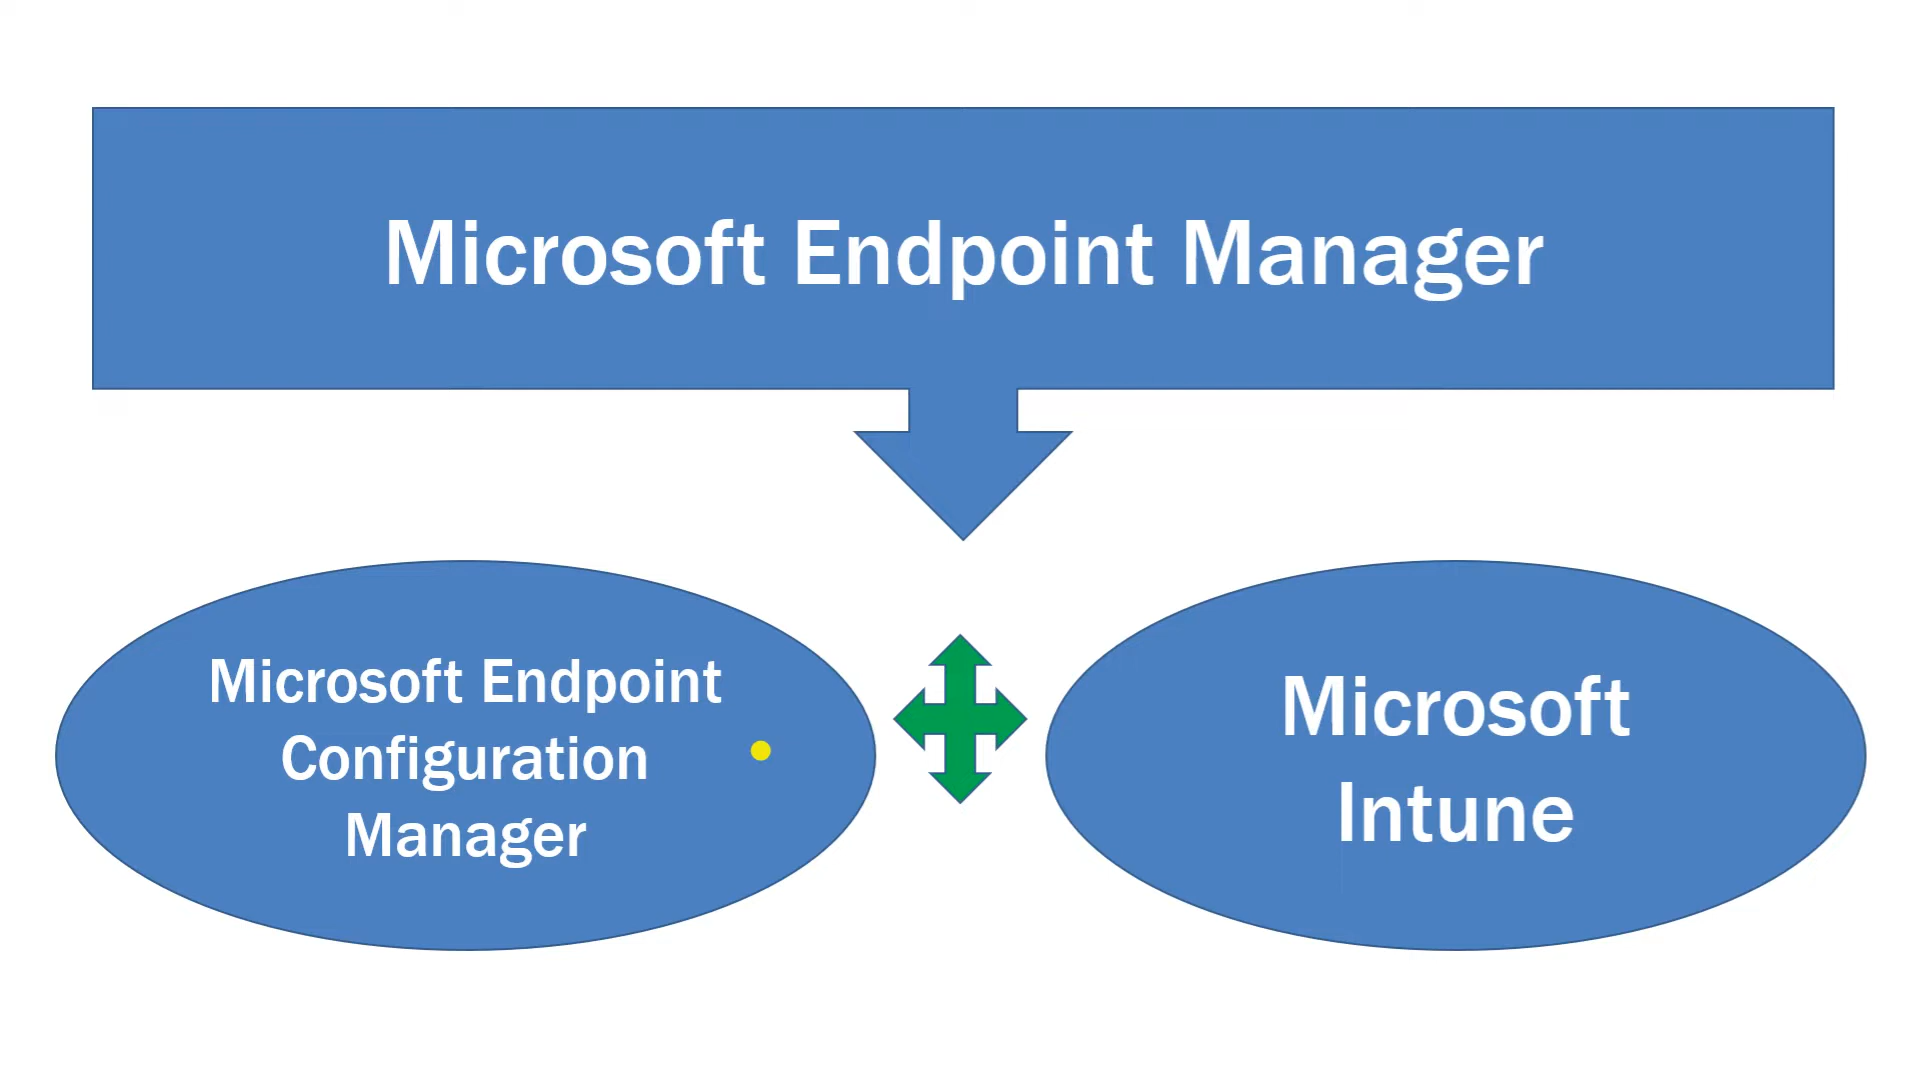 Microsoft Endpoint Manager
Microsoft Endpoint
Configuration
Manager
Microsoft
Intune